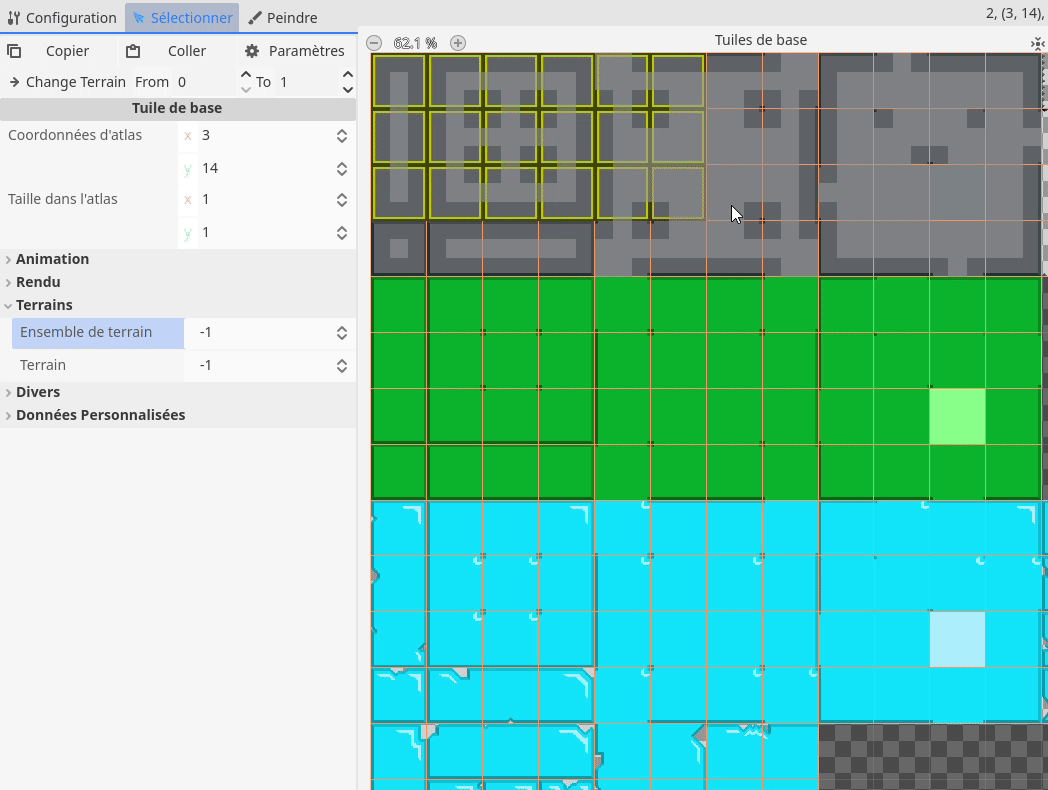 Configuration Sélectionner Peindre 2, (3, 14),
Copier Coller Paramètres 62.1 % Tuiles de base
Change Terrain From 0 To 1
Tuile de base
Coordonnées d'atlas x 3
y 14
Taille dans l'atlas x 1
y 1
Animation
Rendu
Terrains
Ensemble de terrain -1
Terrain -1
Divers
Données Personnalisées